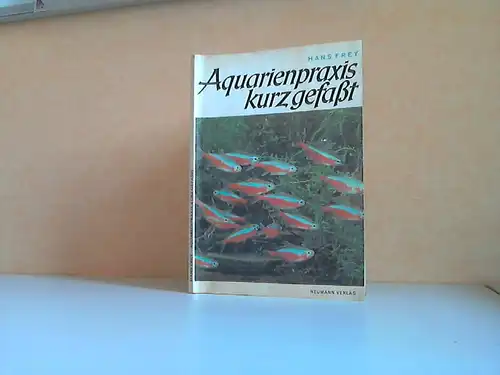 HANS FREY
Aquarienpraxis
kurz gefaßt
NEUMANN VERLAG